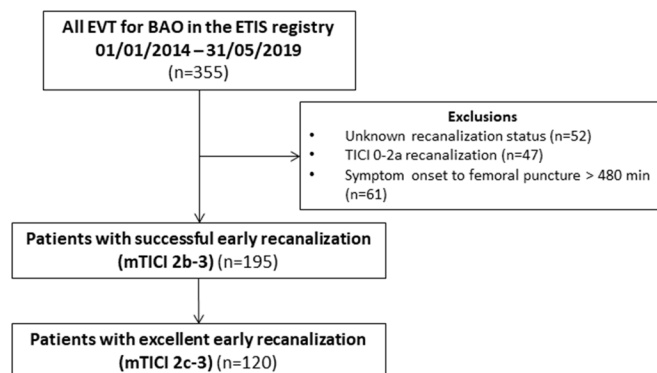 All EVT for BAO in the ETIS registry
01/01/2014 – 31/05/2019
(n=355)
Exclusions
• Unknown recanalization status (n=52)
• TICI 0-2a recanalization (n=47)
• Symptom onset to femoral puncture > 480 min
(n=61)
Patients with successful early recanalization
(mTICI 2b-3) (n=195)
Patients with excellent early recanalization
(mTICI 2c-3) (n=120)